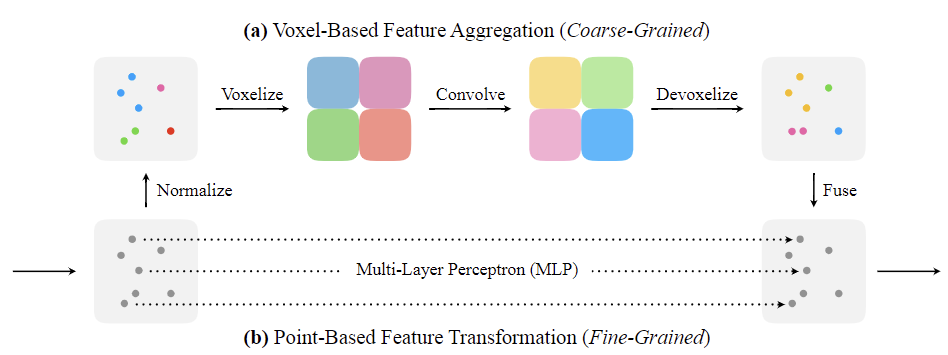 (a) Voxel-Based Feature Aggregation (Coarse-Grained)
Voxelize
Convolve
Devoxelize
Normalize
Fuse
Multi-Layer Perceptron (MLP)
(b) Point-Based Feature Transformation (Fine-Grained)